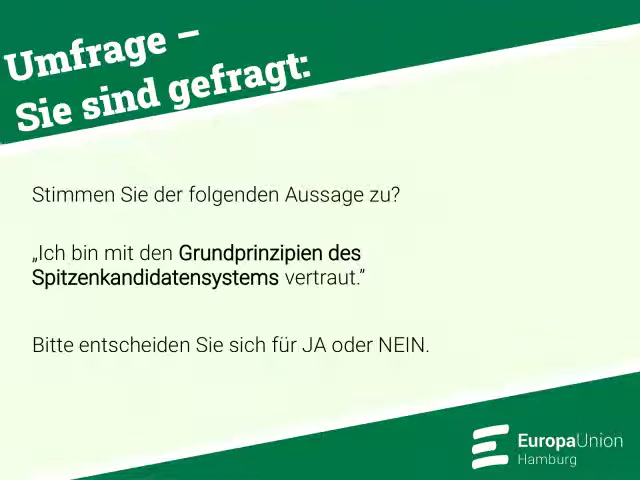 Umfrage –
Sie sind gefragt:
Stimmen Sie der folgenden Aussage zu?
„Ich bin mit den Grundprinzipien des
Spitzenkandidatensystems vertraut.”
Bitte entscheiden Sie sich für JA oder NEIN.
EuropaUnion
Hamburg